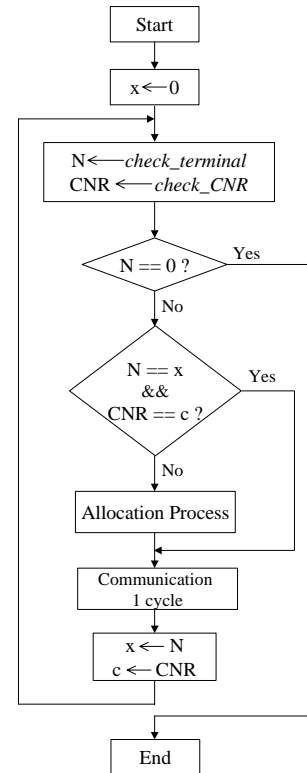 Start
x←0
N←check_terminal
CNR←check_CNR
N == 0 ?
Yes
No
N == x
&&
CNR == c ?
Yes
No
Allocation Process
Communication
1 cycle
x←N
c←CNR
End